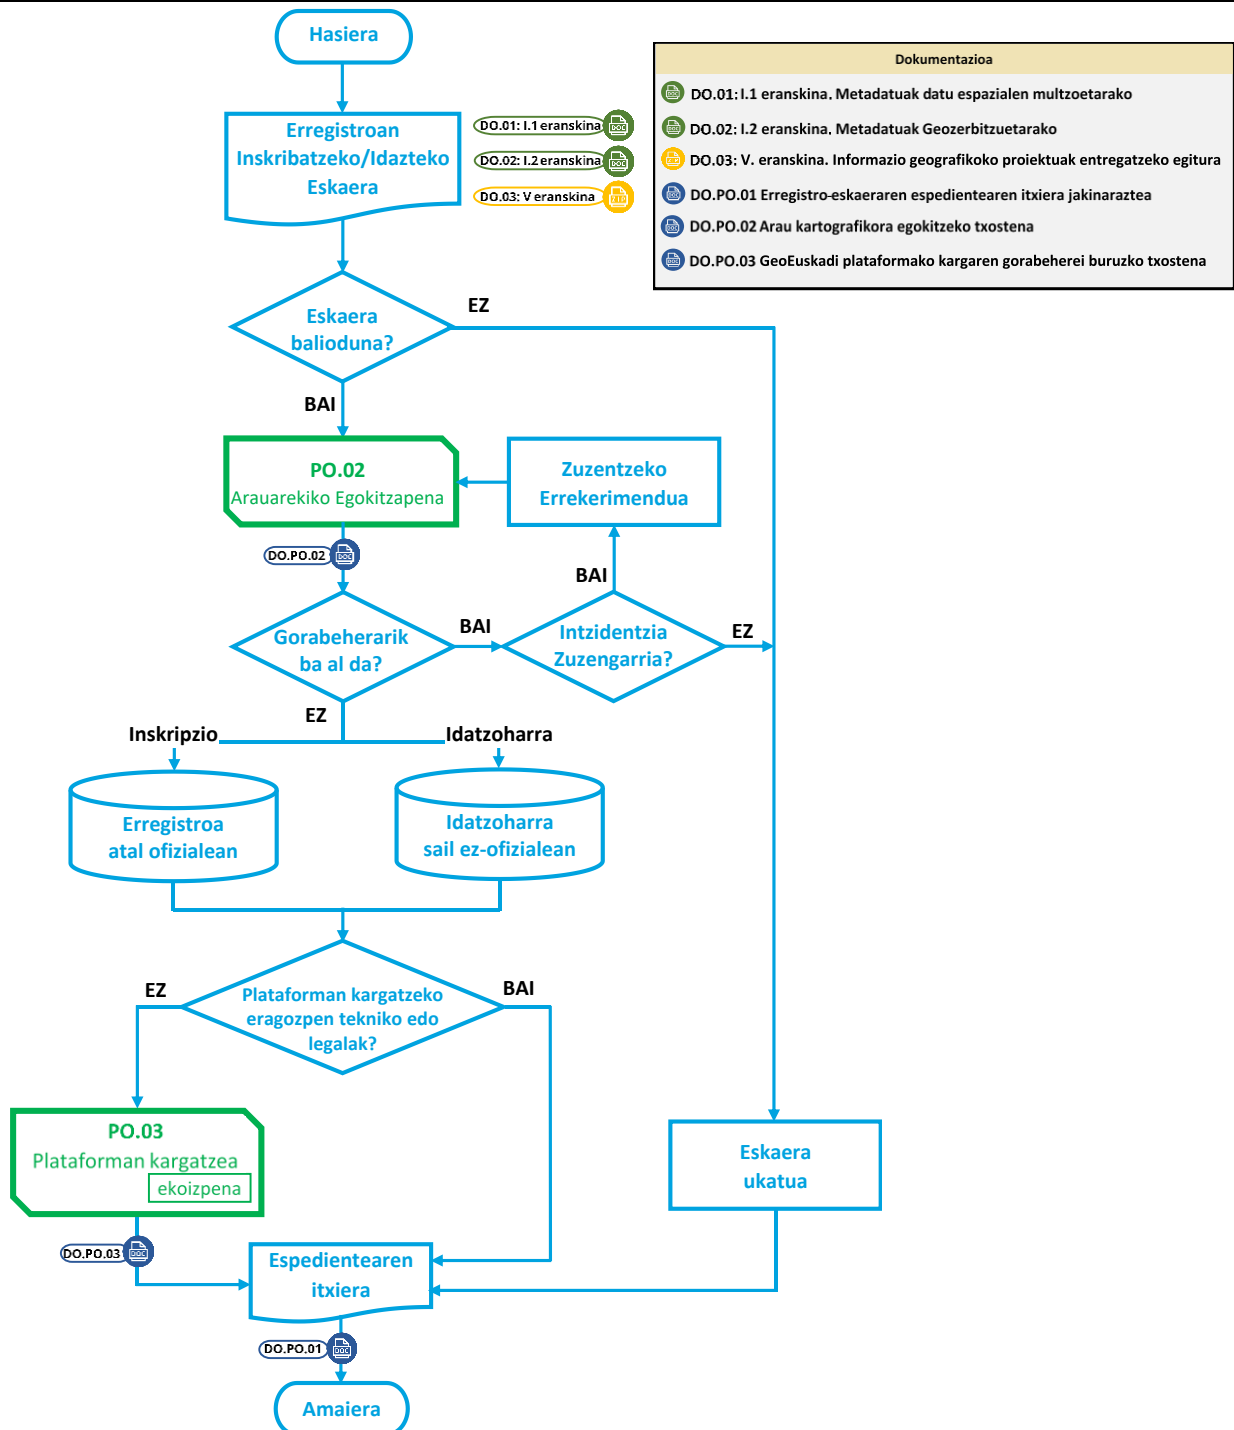 Hasiera
Dokumentazioa
DO.01: I.1 eranskina. Metadatuak datu espazialen multzoetarako
DO.02: I.2 eranskina. Metadatuak Geozerbitzuetarako
DO.03: V. eranskina. Informazio geografikoko proiektuak entregatzeko egitura
DO.PO.01 Erregistro-eskaeraren espedientearen itxiera jakinaraztea
DO.PO.02 Arau kartografikora egokitzeko txostena
DO.PO.03 GeoEuskadi plataformako kargaren gorabeherei buruzko txostena
Erregistroan
Inskribatzeko/Idazteko
Eskaera
DO.01: I.1 eranskina
DOC
DO.02: I.2 eranskina
DOC
DO.03: V eranskina
ZIP
Eskaera
balioduna?
EZ
BAI
PO.02
Arauarekiko Egokitzapena
Zuzentzeko
Errekerimendua
DO.PO.02
DOC
BAI
Gorabeherarik
ba al da?
BAI
Intzidentzia
Zuzengarria?
EZ
EZ
Inskripzio
Idatzoharra
Erregistroa
atal ofizialean
Idatzoharra
sail ez-ofizialean
EZ
Plataforman kargatzeko
eragozpen tekniko edo
legalak?
BAI
PO.03
Plataforman kargatzea
ekoizpena
Eskaera
ukatua
DO.PO.03
DOC
Espedientearen
itxiera
DO.PO.01
DOC
Amaiera